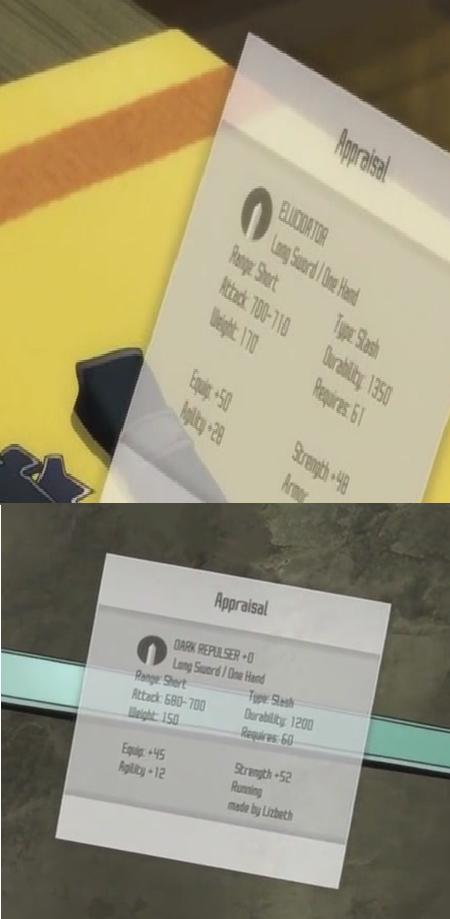 Appraisal
ELUCIDATOR
Long Sword / One Hand
Range: Short
Type: Slash
Attack: 700-710
Durability: 1350
Weight: 170
Requires: 61
Equip: +50
Strength +48
Agility +28
Armor
Appraisal
DARK REPULSER +0
Long Sword / One Hand
Range: Short
Type: Slash
Attack: 680-700
Durability: 1200
Weight: 150
Requires: 60
Equip: +45
Strength +52
Agility +12
Running
made by Lizbeth